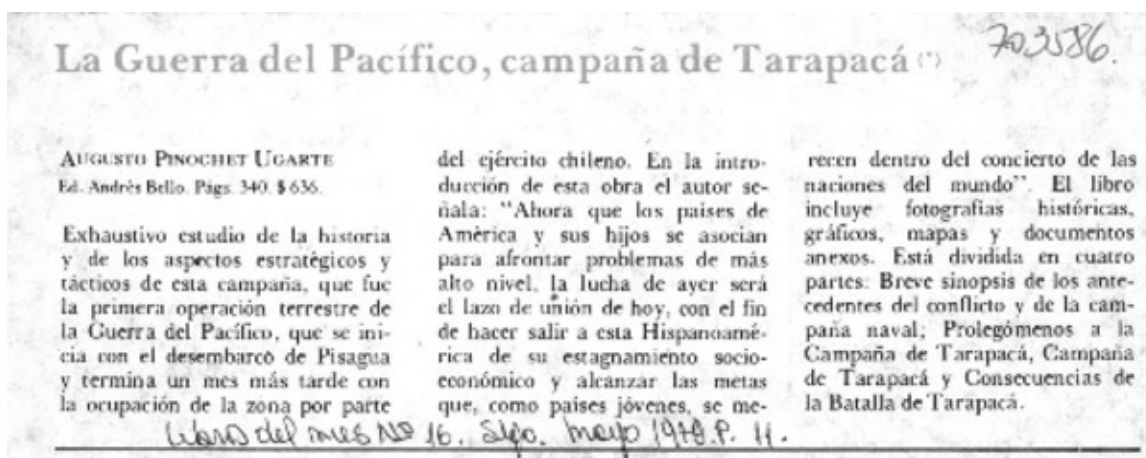 703586.
La Guerra del Pacífico, campaña de Tarapacá (*)
AUGUSTO PINOCHET UGARTE
Ed. Andrés Bello. Págs. 340. $ 636.
Exhaustivo estudio de la historia
y de los aspectos estratégicos y
tácticos de esta campaña, que fue
la primera operación terrestre de
la Guerra del Pacífico, que se ini-
cia con el desembarco de Pisagua
y termina un mes más tarde con
la ocupación de la zona por parte
del ejército chileno. En la intro-
ducción de esta obra el autor se-
ñala: "Ahora que los países de
América y sus hijos se asocian
para afrontar problemas de más
alto nivel, la lucha de ayer será
el lazo de unión de hoy, con el fin
de hacer salir a esta Hispanoamé-
rica de su estagnamiento socio-
económico y alcanzar las metas
que, como países jóvenes, se me-
recen dentro del concierto de las
naciones del mundo". El libro
incluye fotografías históricas,
gráficos, mapas y documentos
anexos. Está dividida en cuatro
partes: Breve sinopsis de los ante-
cedentes del conflicto y de la cam-
paña naval; Prolegómenos a la
Campaña de Tarapacá, Campaña
de Tarapacá y Consecuencias de
la Batalla de Tarapacá.
Libros del mes Nº 16. Stgo. mayo 1979. P. 11.